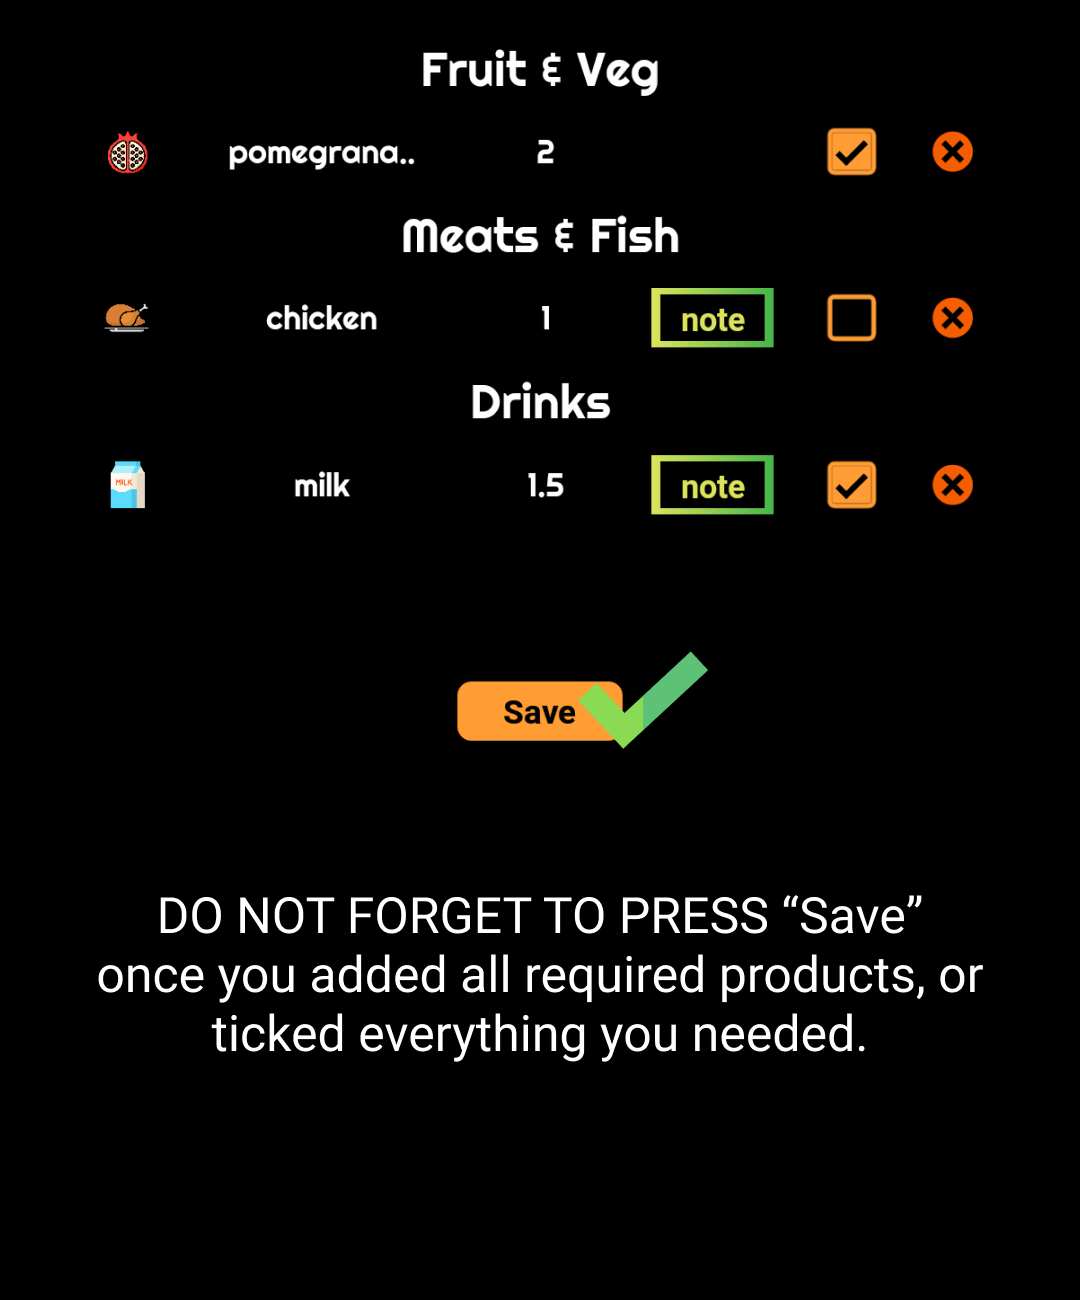 Fruit & Veg
pomegrana.. 2
Meats & Fish
chicken 1 note
Drinks
MILK milk 1.5 note
Save
DO NOT FORGET TO PRESS “Save”
once you added all required products, or
ticked everything you needed.